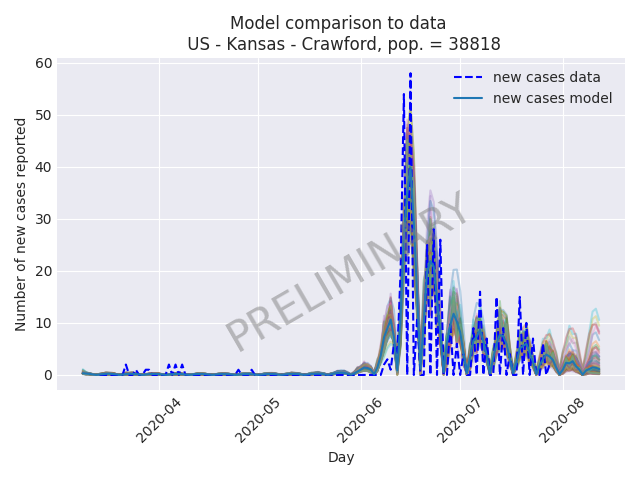 Model comparison to data
US - Kansas - Crawford, pop. = 38818
new cases data
new cases model
60
50
40
30
20
10
0
Number of new cases reported
PRELIMINARY
2020-04
2020-05
2020-06
2020-07
2020-08
Day